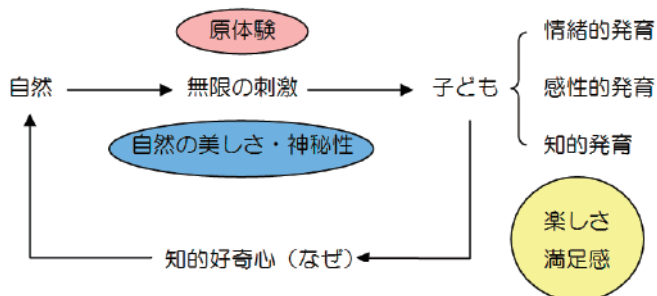 原体験
情緒的発育
自然
無限の刺激
子ども
感性的発育
自然の美しさ・神秘性
知的発育
楽しさ
満足感
知的好奇心（なぜ）